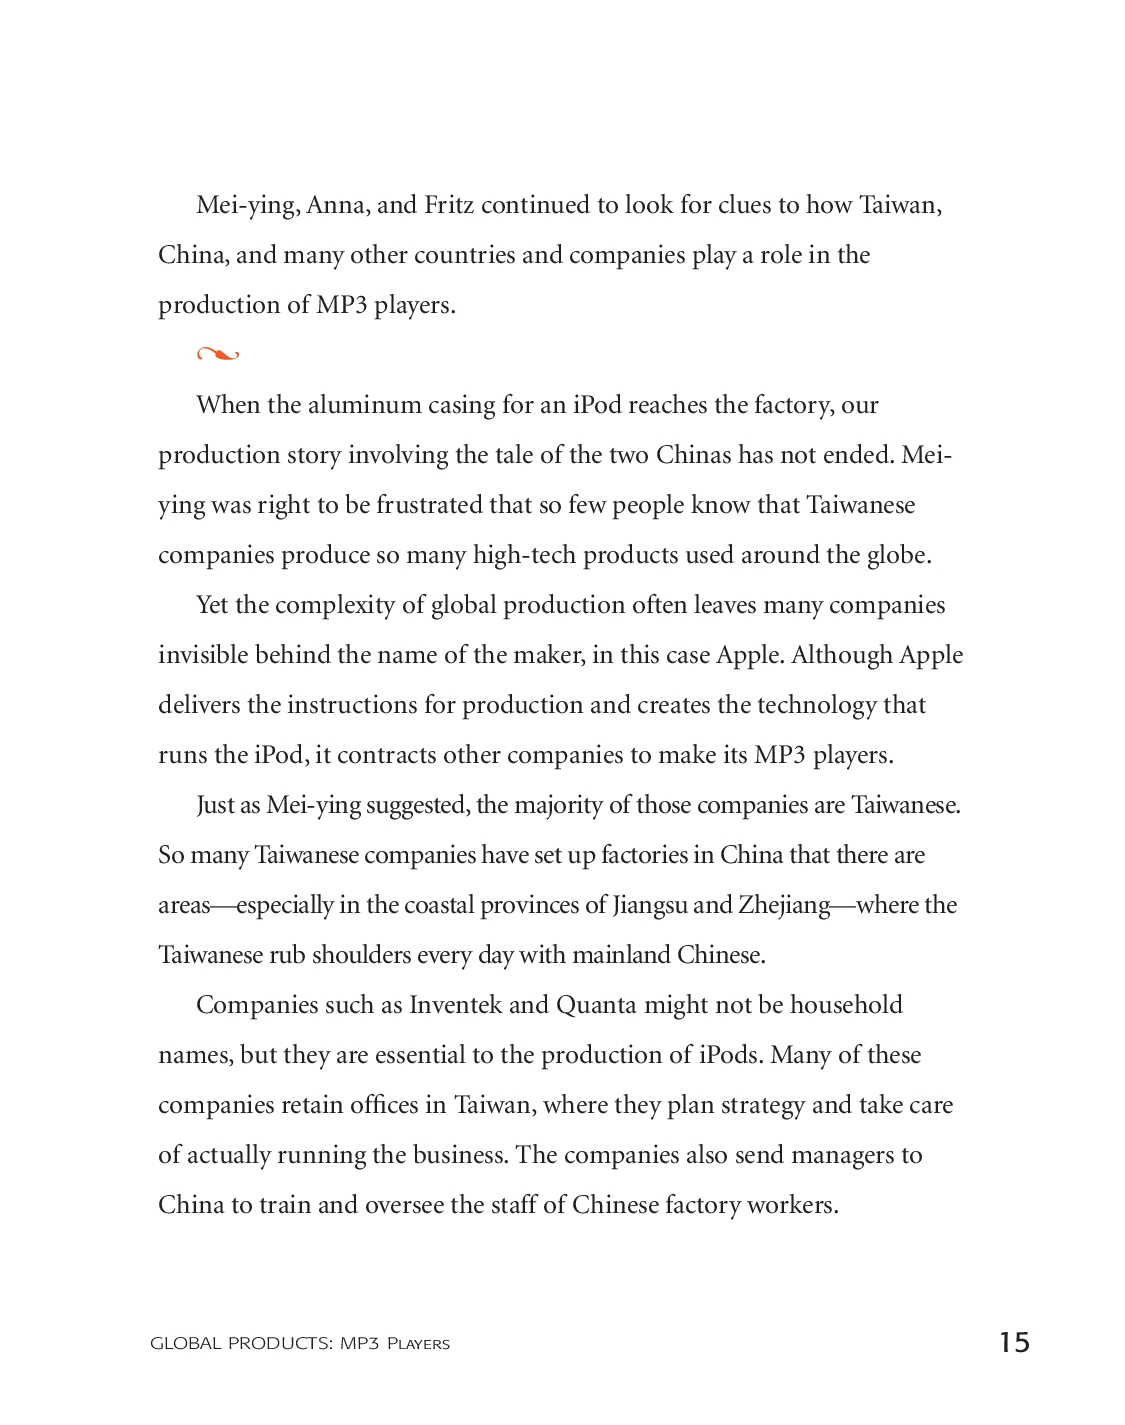 Mei-ying, Anna, and Fritz continued to look for clues to how Taiwan,
China, and many other countries and companies play a role in the
production of MP3 players.
When the aluminum casing for an iPod reaches the factory, our
production story involving the tale of the two Chinas has not ended. Mei-
ying was right to be frustrated that so few people know that Taiwanese
companies produce so many high-tech products used around the globe.
Yet the complexity of global production often leaves many companies
invisible behind the name of the maker, in this case Apple. Although Apple
delivers the instructions for production and creates the technology that
runs the iPod, it contracts other companies to make its MP3 players.
Just as Mei-ying suggested, the majority of those companies are Taiwanese.
So many Taiwanese companies have set up factories in China that there are
areas—especially in the coastal provinces of Jiangsu and Zhejiang—where the
Taiwanese rub shoulders every day with mainland Chinese.
Companies such as Inventek and Quanta might not be household
names, but they are essential to the production of iPods. Many of these
companies retain offices in Taiwan, where they plan strategy and take care
of actually running the business. The companies also send managers to
China to train and oversee the staff of Chinese factory workers.
GLOBAL PRODUCTS: MP3 PLAYERS 15